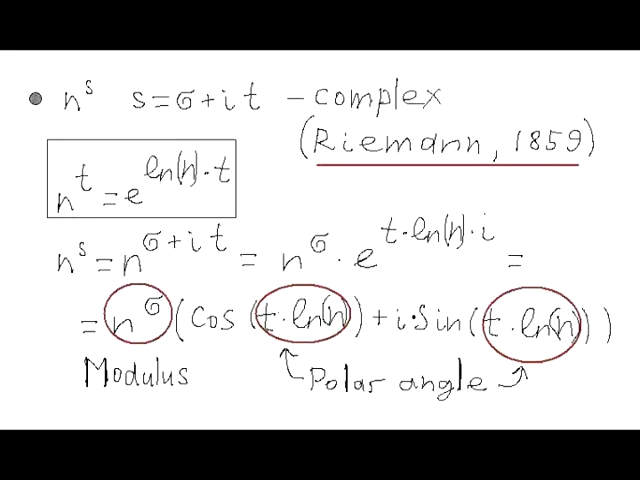 n^s s=σ+it – complex
(Riemann, 1859)
n^t = e^{ln(n)·t}
n^s = n^{σ+it} = n^σ · e^{t·ln(n)·i} =
= n^σ (Cos (t·ln(n)) + i·Sin (t·ln(n)))
Modulus Polar angle